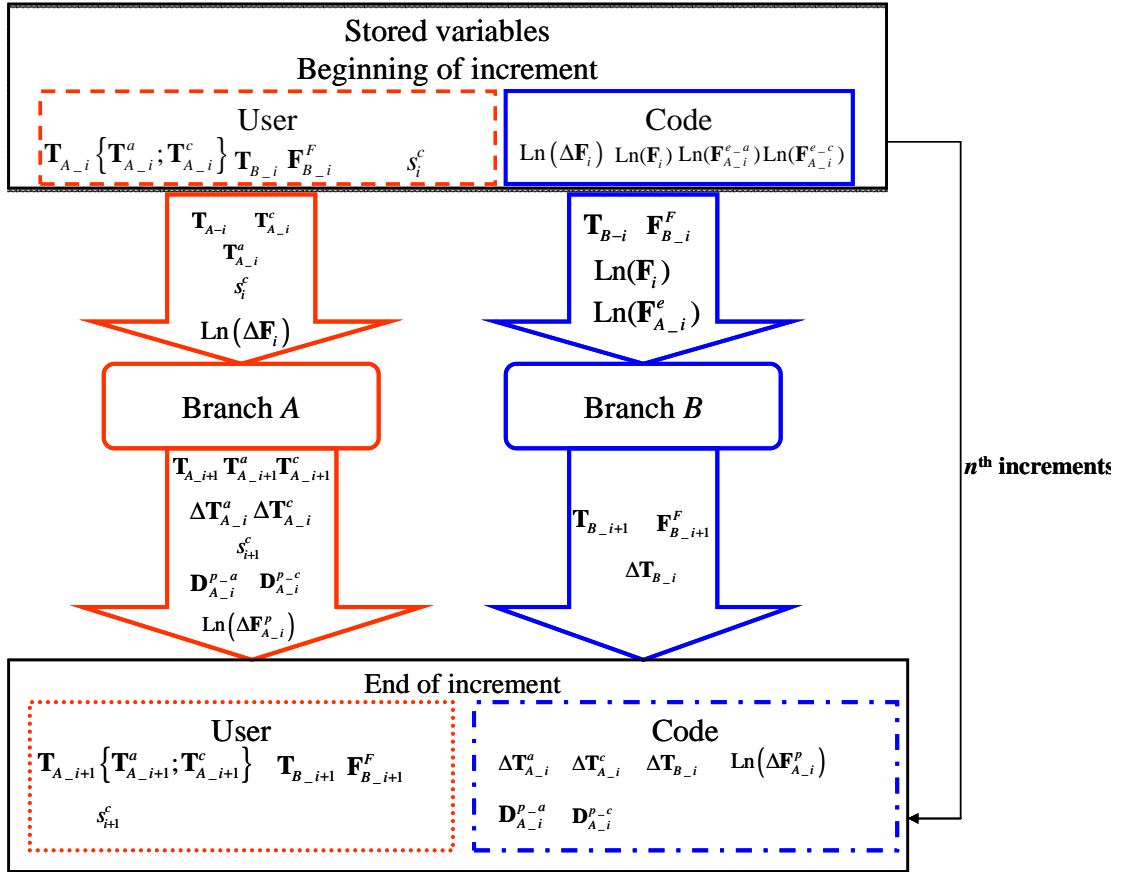 Stored variables
Beginning of increment
User
Code
𝐓_{A_i} {𝐓^a_{A_i};𝐓^c_{A_i}} 𝐓_{B_i} 𝐅^F_{B_i} s^c_i
Ln(Δ𝐅_i) Ln(𝐅_i) Ln(𝐅^{e_a}_{A_i}) Ln(𝐅^{e_c}_{A_i})
𝐓_{A-i} 𝐓^c_{A_i}
𝐓^a_{A_i}
s^c_i
Ln(Δ𝐅_i)
𝐓_{B-i} 𝐅^F_{B_i}
Ln(𝐅_i)
Ln(𝐅^e_{A_i})
Branch A
Branch B
𝐓_{A_i+1} 𝐓^a_{A_i+1} 𝐓^c_{A_i+1}
Δ𝐓^a_{A_i} Δ𝐓^c_{A_i}
s^c_{i+1}
𝐃^{p_a}_{A_i} 𝐃^{p-c}_{A_i}
Ln(Δ𝐅^p_{A_i})
𝐓_{B_i+1} 𝐅^F_{B_i+1}
Δ𝐓_{B_i}
n^th increments
End of increment
User
Code
𝐓_{A_i+1} {𝐓^a_{A_i+1};𝐓^c_{A_i+1}} 𝐓_{B_i+1} 𝐅^F_{B_i+1}
s^c_{i+1}
Δ𝐓^a_{A_i} Δ𝐓^c_{A_i} Δ𝐓_{B_i} Ln(Δ𝐅^p_{A_i})
𝐃^{p_a}_{A_i} 𝐃^{p_c}_{A_i}